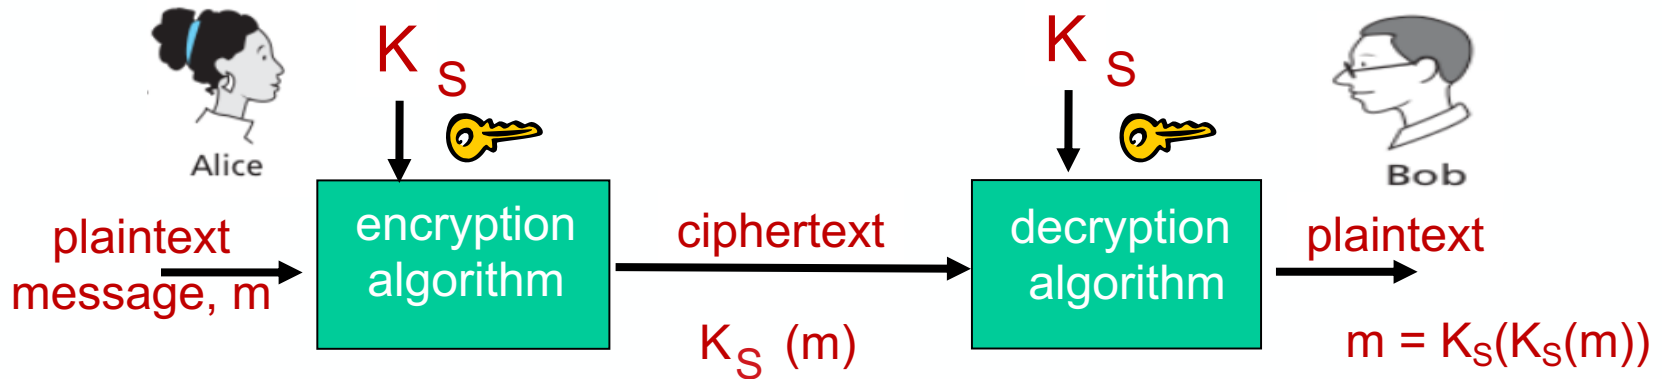 Alice
K S
K S
Bob
plaintext
message, m
encryption
algorithm
ciphertext
K S (m)
decryption
algorithm
plaintext
m = KS(KS(m))